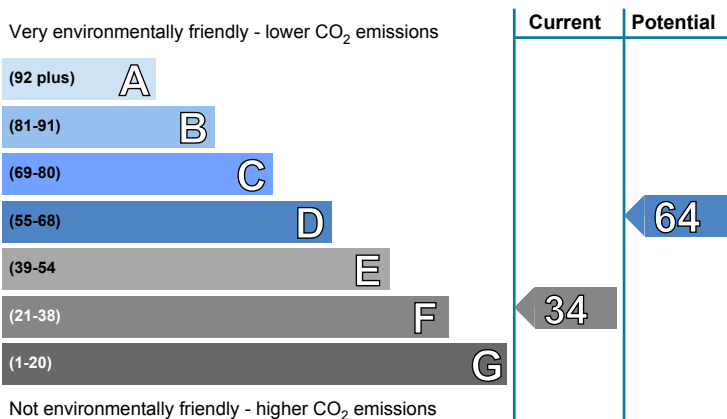 Current Potential
Very environmentally friendly - lower CO2 emissions
(92 plus) A
(81-91) B
(69-80) C
(55-68) D
64
(39-54 E
(21-38) F
34
(1-20) G
Not environmentally friendly - higher CO2 emissions